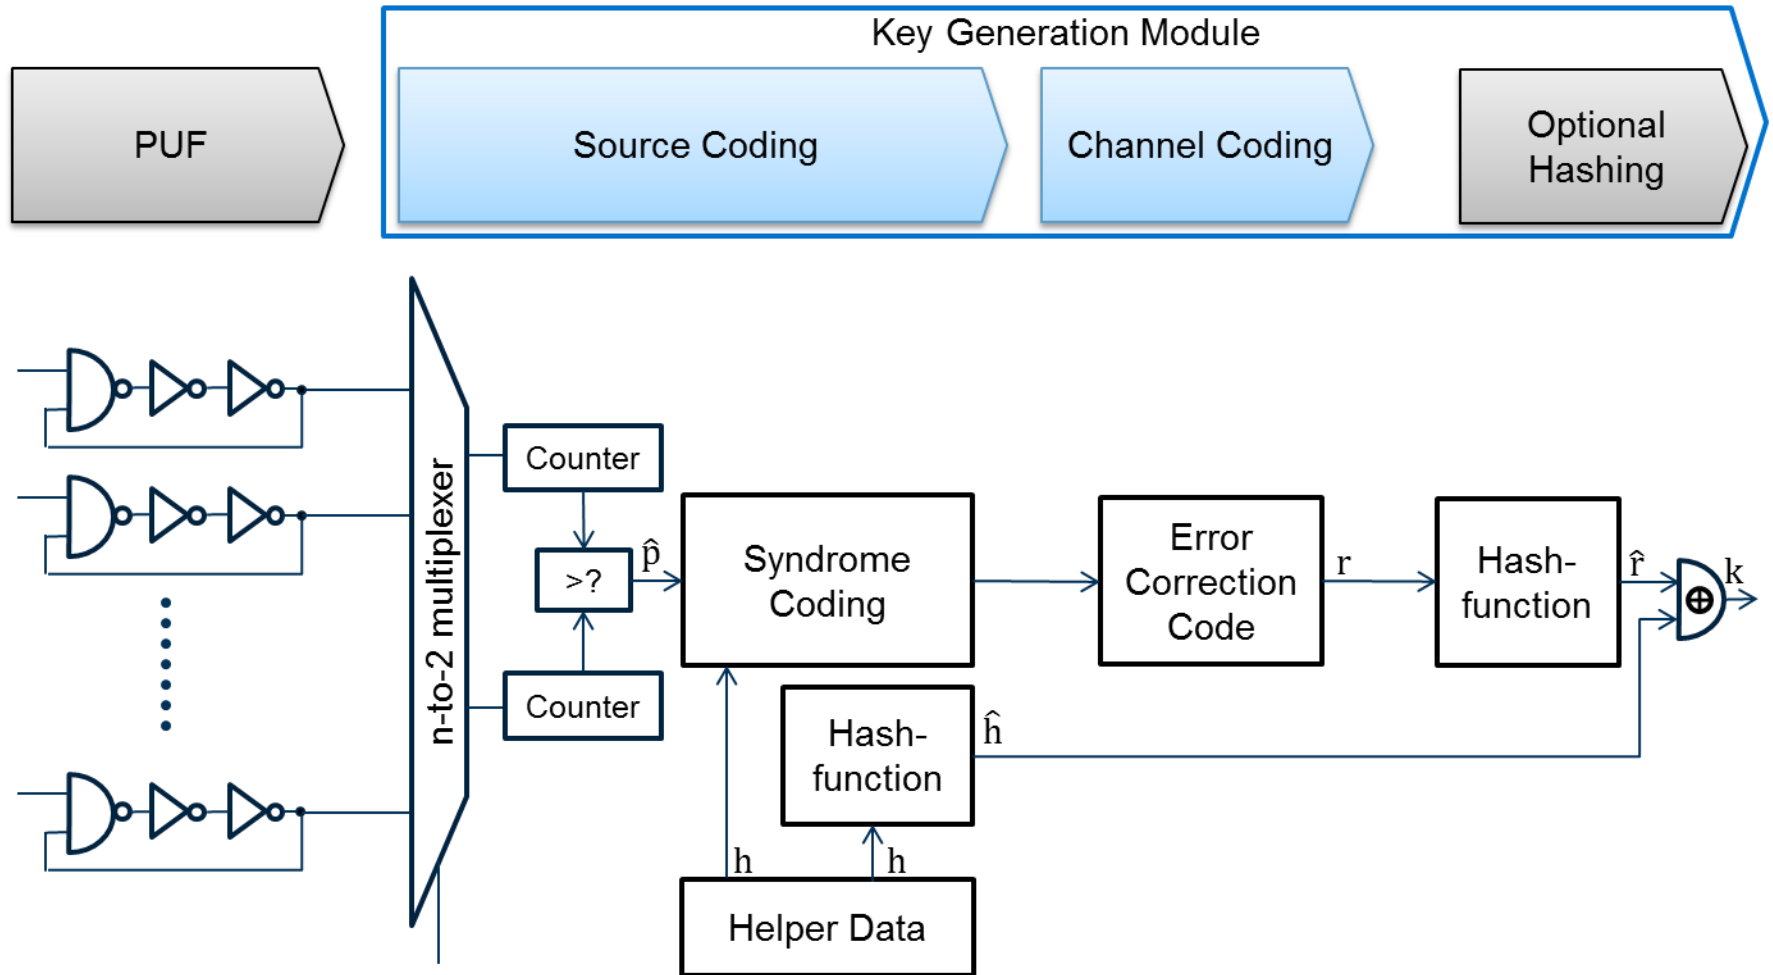 Key Generation Module
PUF
Source Coding
Channel Coding
Optional
Hashing
n-to-2 multiplexer
Counter
>?
Counter
p̂
Syndrome
Coding
Error
Correction
Code
r
Hash-
function
r̂
⊕
k
Hash-
function
ĥ
h
h
Helper Data